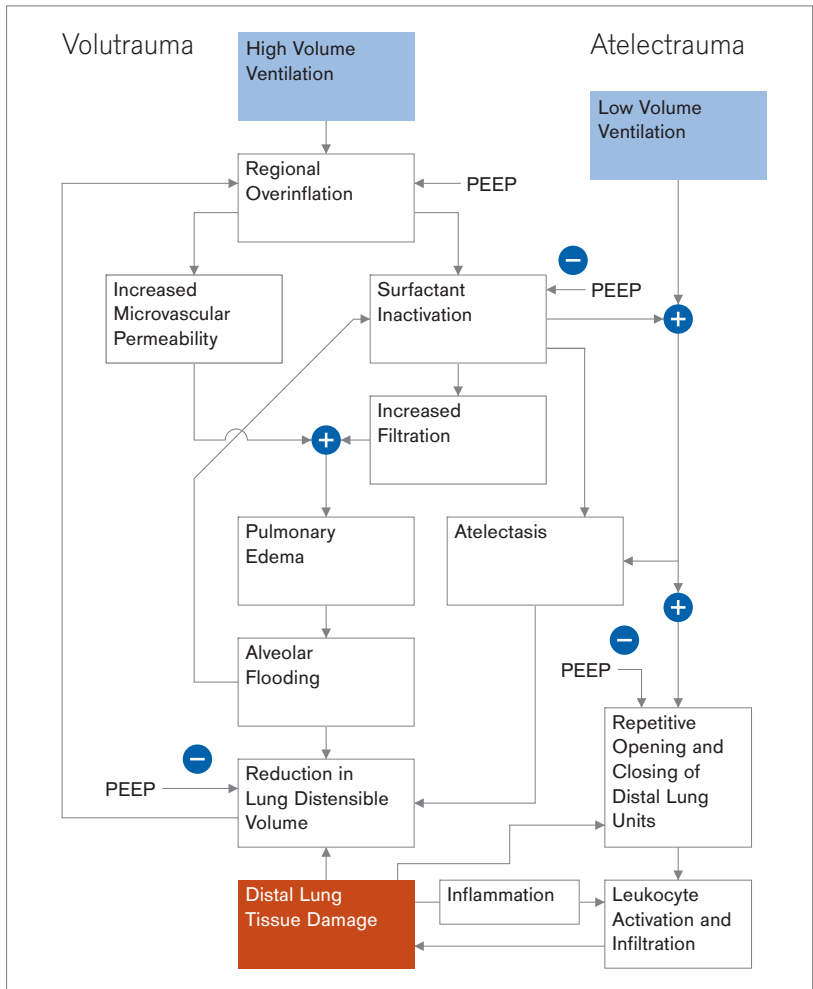 Volutrauma
High Volume
Ventilation
Atelectrauma
Low Volume
Ventilation
Regional
Overinflation
PEEP
−
Increased
Microvascular
Permeability
Surfactant
Inactivation
PEEP
+
Increased
Filtration
+
Pulmonary
Edema
Atelectasis
+
−
Alveolar
Flooding
PEEP
Repetitive
Opening and
Closing of
Distal Lung
Units
−
PEEP
Reduction in
Lung Distensible
Volume
Distal Lung
Tissue Damage
Inflammation
Leukocyte
Activation and
Infiltration